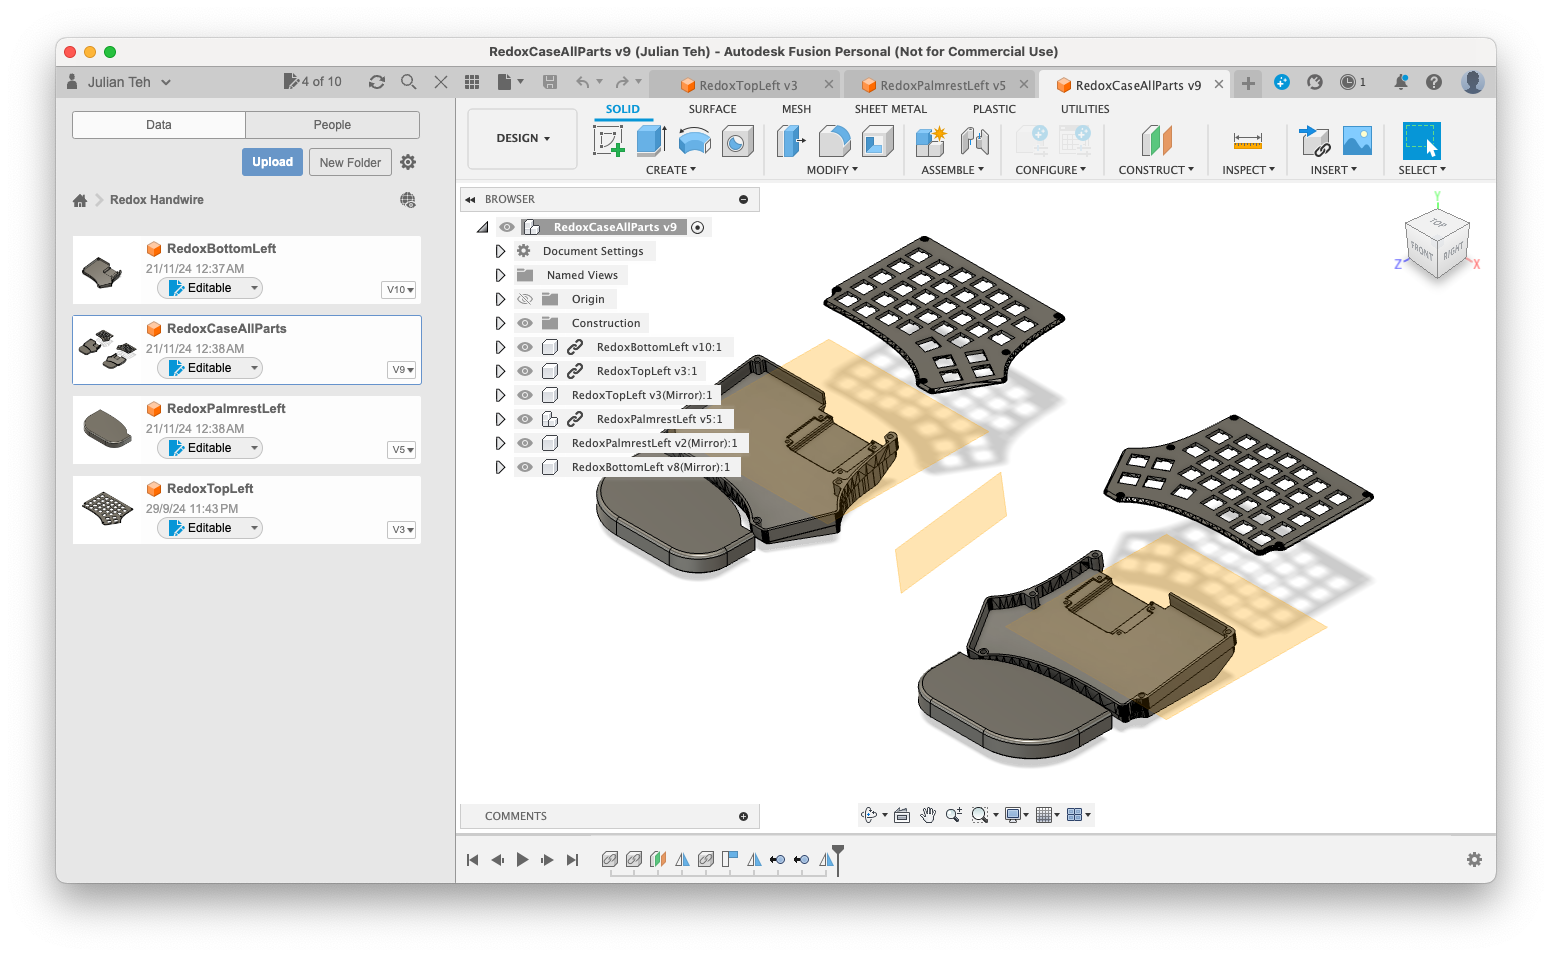 RedoxCaseAllParts v9 (Julian Teh) - Autodesk Fusion Personal (Not for Commercial Use)
Julian Teh
4 of 10
RedoxTopLeft v3
RedoxPalmrestLeft v5
RedoxCaseAllParts v9
1
Data
People
Upload
New Folder
Redox Handwire
RedoxBottomLeft
21/11/24 12:37AM
Editable
V10
RedoxCaseAllParts
21/11/24 12:38AM
Editable
V9
RedoxPalmrestLeft
21/11/24 12:38AM
Editable
V5
RedoxTopLeft
29/9/24 11:43PM
Editable
V3
DESIGN
SOLID
SURFACE
MESH
SHEET METAL
PLASTIC
UTILITIES
CREATE
MODIFY
ASSEMBLE
CONFIGURE
CONSTRUCT
INSPECT
INSERT
SELECT
BROWSER
RedoxCaseAllParts v9
Document Settings
Named Views
Origin
Construction
RedoxBottomLeft v10:1
RedoxTopLeft v3:1
RedoxTopLeft v3(Mirror):1
RedoxPalmrestLeft v5:1
RedoxPalmrestLeft v2(Mirror):1
RedoxBottomLeft v8(Mirror):1
Y
TOP
FRONT
RIGHT
Z
X
COMMENTS